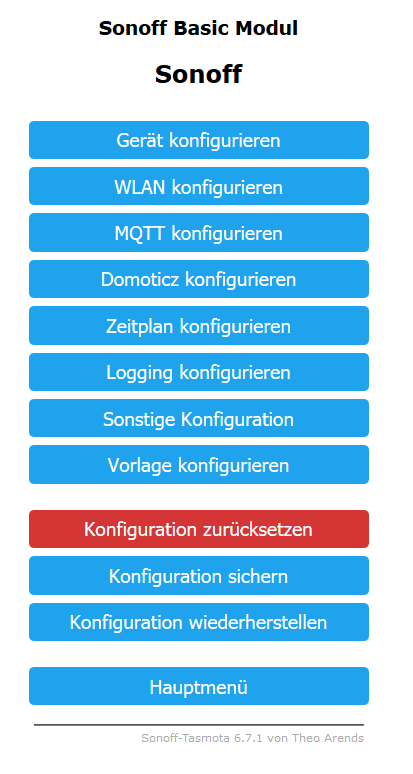 Sonoff Basic Modul
Sonoff
Gerät konfigurieren
WLAN konfigurieren
MQTT konfigurieren
Domoticz konfigurieren
Zeitplan konfigurieren
Logging konfigurieren
Sonstige Konfiguration
Vorlage konfigurieren
Konfiguration zurücksetzen
Konfiguration sichern
Konfiguration wiederherstellen
Hauptmenü
Sonoff-Tasmota 6.7.1 von Theo Arends